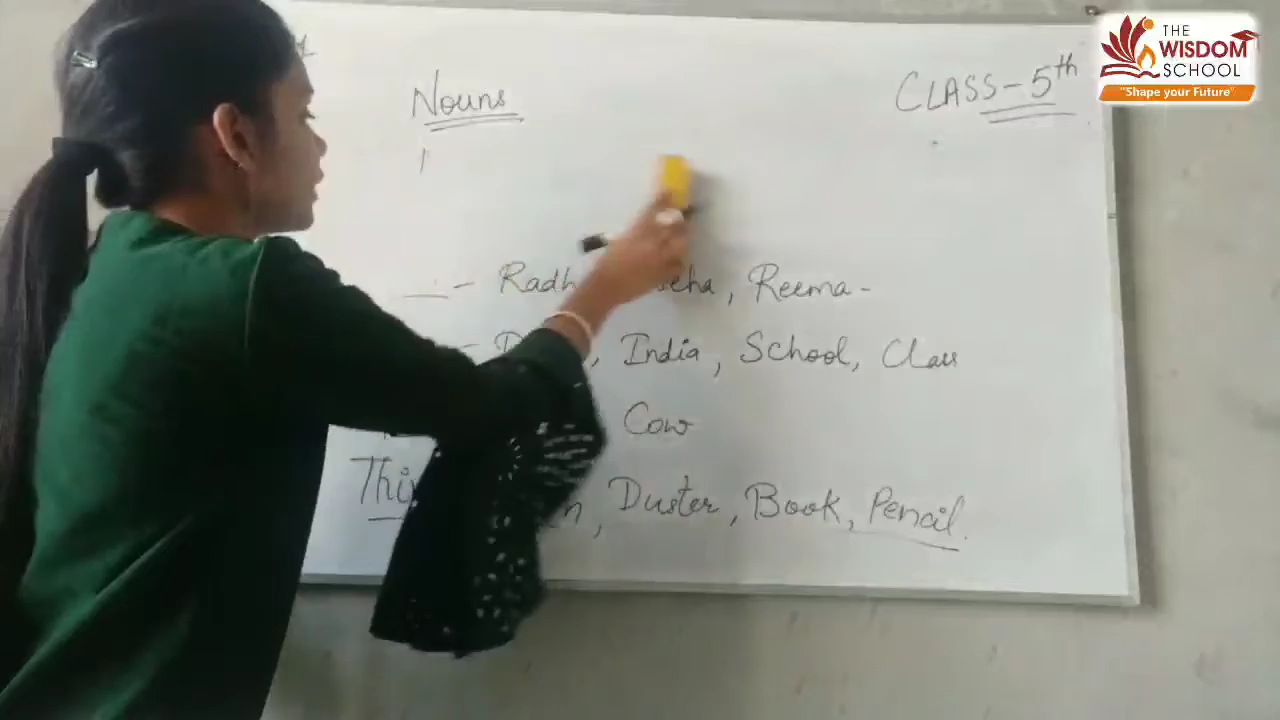 THE
WISDOM
SCHOOL
"Shape your Future"
Nouns
CLASS-5th
- Radh , Reema-
, India, School, Class
Cow
Thi , Duster, Book, Pencil.